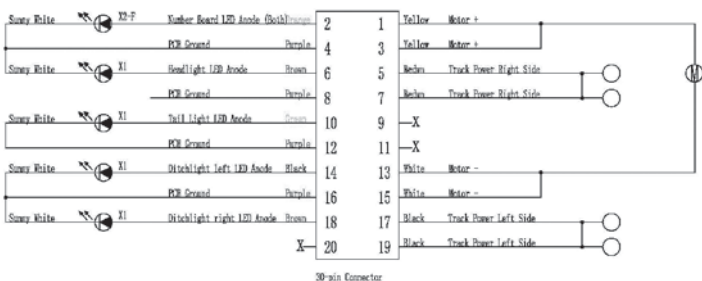 Sunny White X2-P Number Board LED Anode (Both) Orange 2 1 Yellow Motor +
PCB Ground Purple 4 3 Yellow Motor +
Sunny White X1 Headlight LED Anode Brown 6 5 Redwn Track Power Right Side
PCB Ground Purple 8 7 Redwn Track Power Right Side
Sunny White X1 Tail Light LED Anode Green 10 9 X
PCB Ground Purple 12 11 X
Sunny White X1 Ditchlight left LED Anode Black 14 13 White Motor -
PCB Ground Purple 16 15 White Motor -
Sunny White X1 Ditchlight right LED Anode Brown 18 17 Black Track Power Left Side
X 20 19 Black Track Power Left Side
M
30-pin Connector